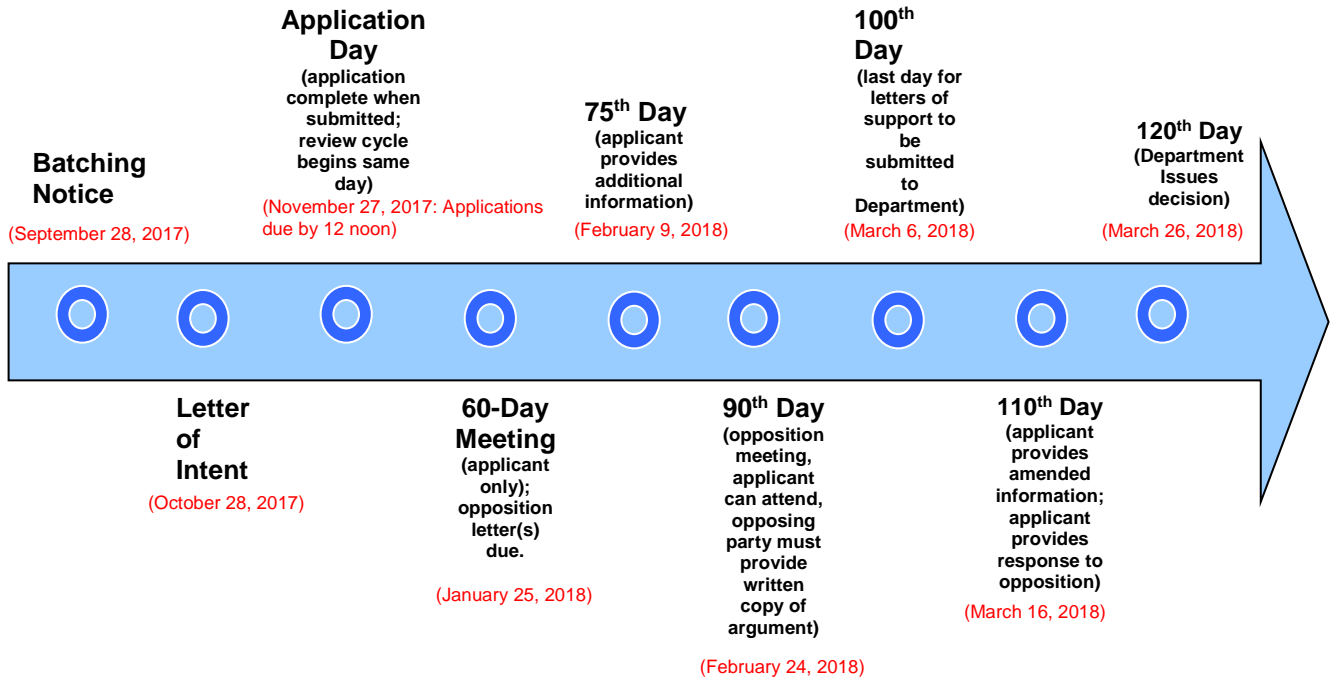 Batching
Notice
(September 28, 2017)
Letter
of
Intent
(October 28, 2017)
Application
Day
(application
complete when
submitted;
review cycle
begins same
day)
(November 27, 2017: Applications
due by 12 noon)
60-Day
Meeting
(applicant
only);
opposition
letter(s)
due.
(January 25, 2018)
75th Day
(applicant
provides
additional
information)
(February 9, 2018)
90th Day
(opposition
meeting,
applicant
can attend,
opposing
party must
provide
written
copy of
argument)
(February 24, 2018)
100th
Day
(last day for
letters of
support to
be
submitted
to
Department)
(March 6, 2018)
110th Day
(applicant
provides
amended
information;
applicant
provides
response to
opposition)
(March 16, 2018)
120th Day
(Department
Issues
decision)
(March 26, 2018)